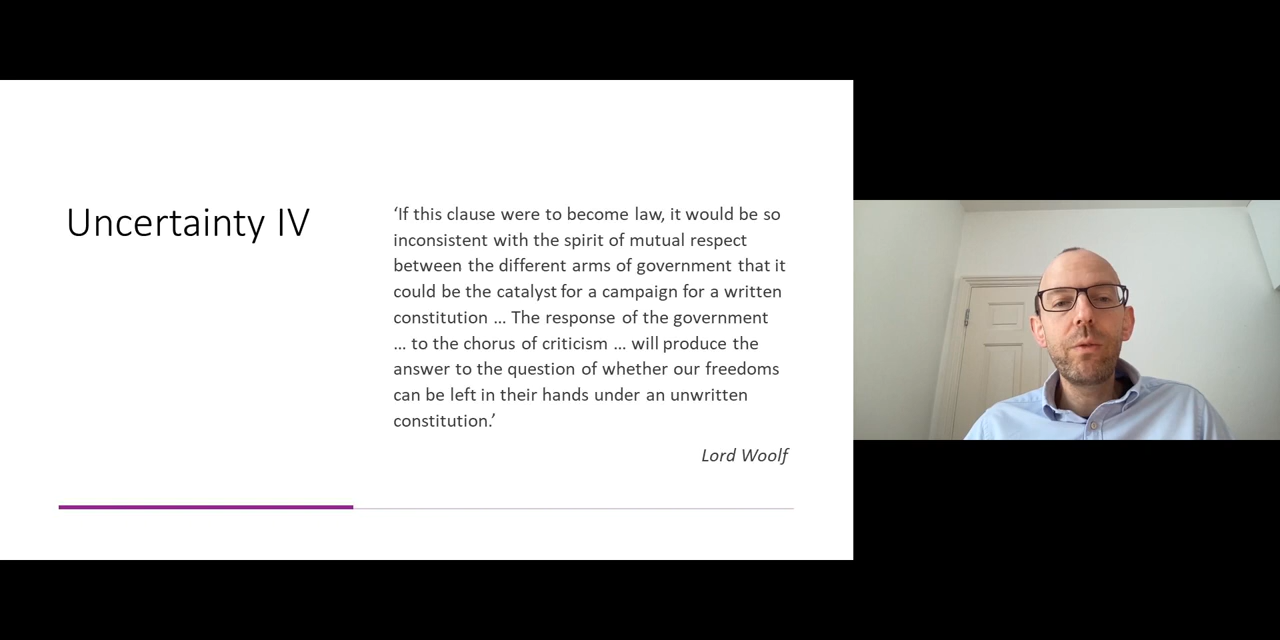 Uncertainty IV
‘If this clause were to become law, it would be so
inconsistent with the spirit of mutual respect
between the different arms of government that it
could be the catalyst for a campaign for a written
constitution ... The response of the government
... to the chorus of criticism ... will produce the
answer to the question of whether our freedoms
can be left in their hands under an unwritten
constitution.’
Lord Woolf